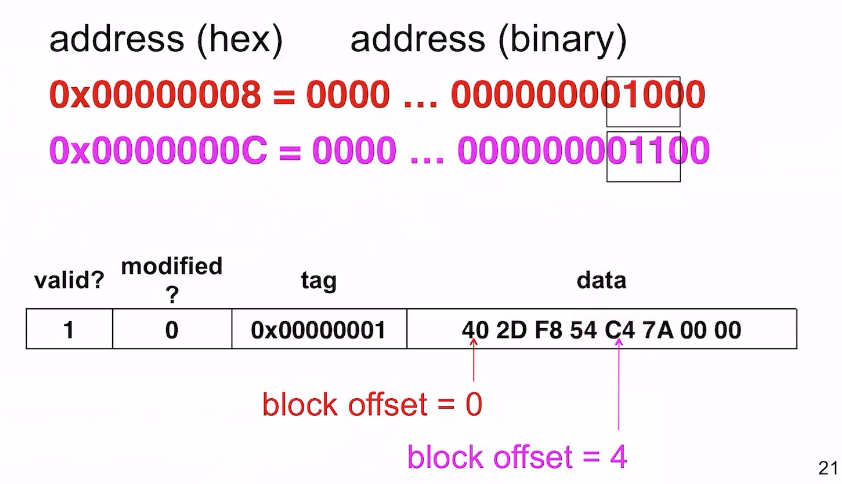 address (hex) address (binary)
0x00000008 = 0000 … 000000001000
0x0000000C = 0000 … 000000001100
valid? modified ? tag data
1 0 0x00000001 40 2D F8 54 C4 7A 00 00
block offset = 0
block offset = 4
21